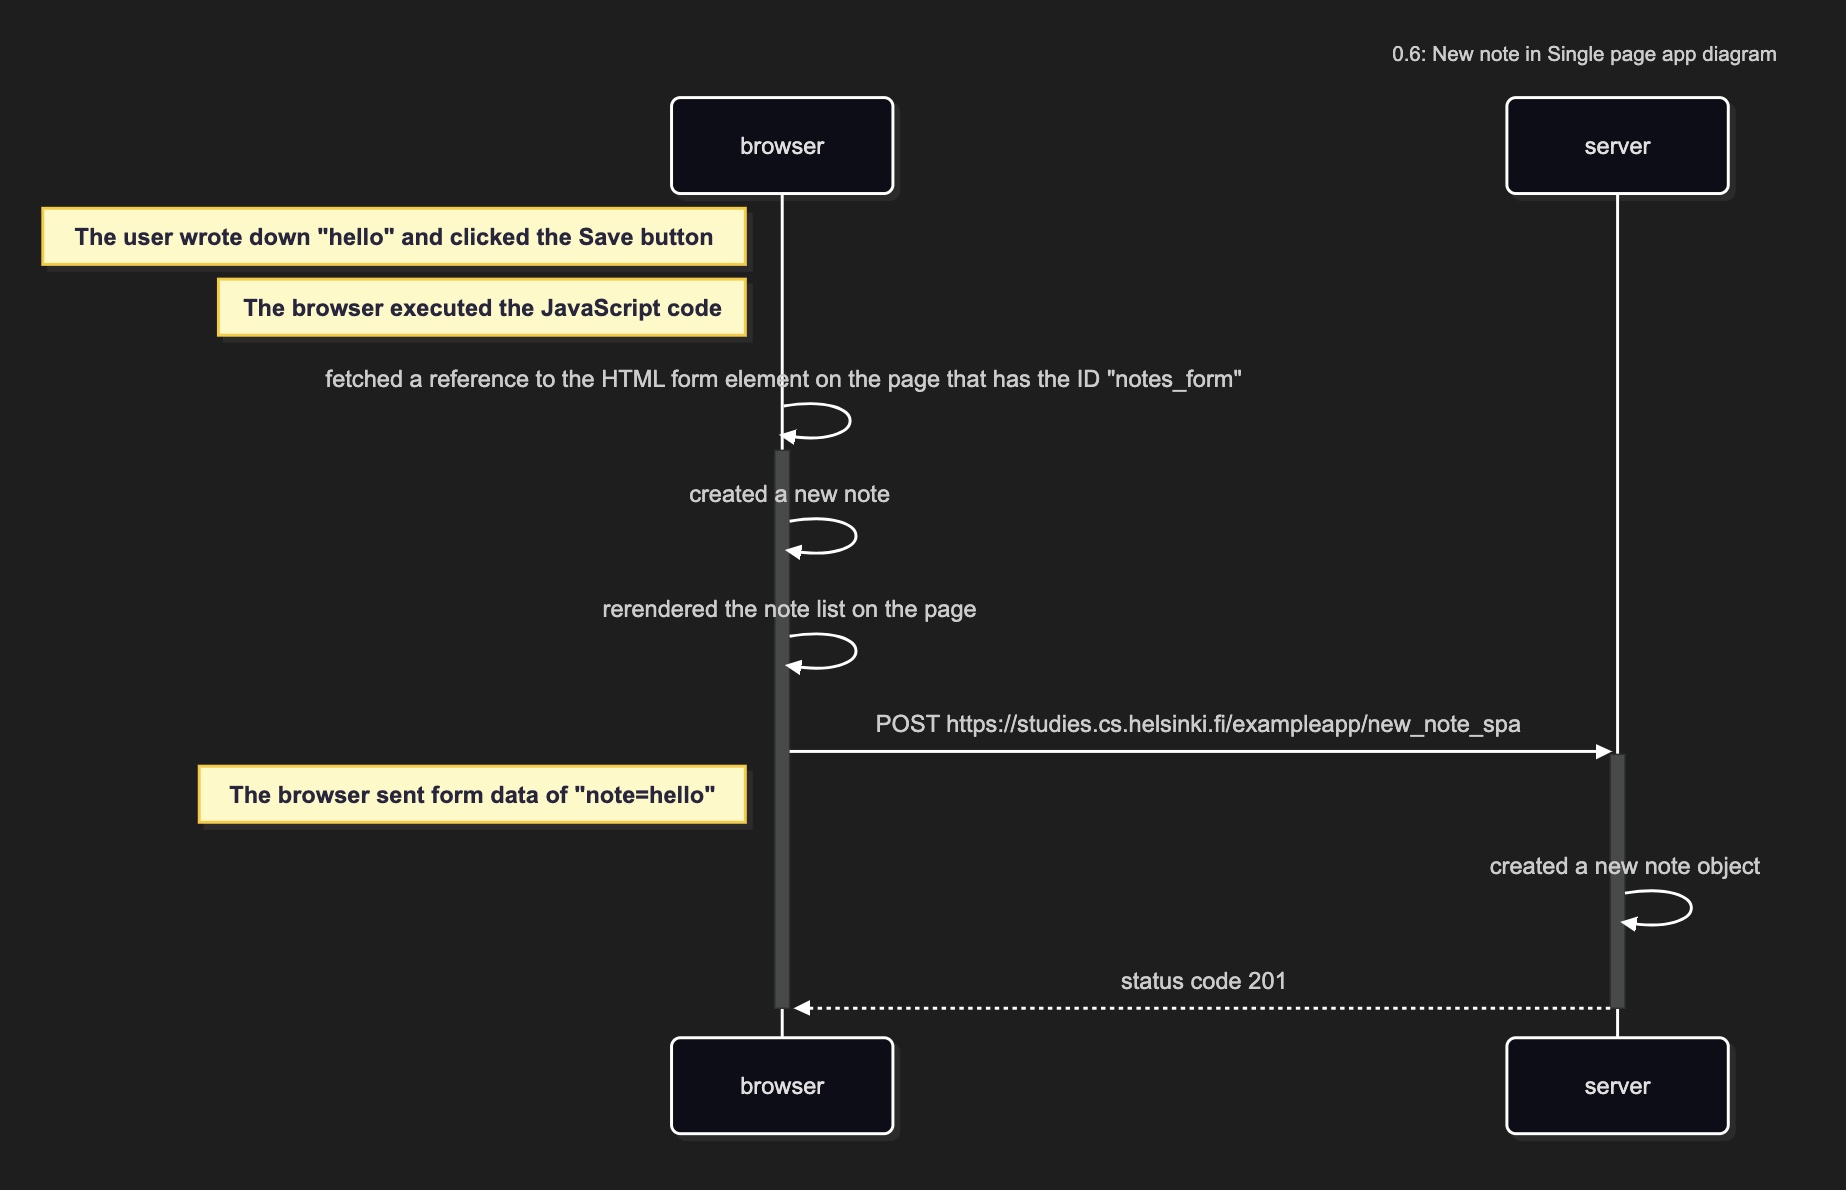 0.6: New note in Single page app diagram
browser
server
The user wrote down "hello" and clicked the Save button
The browser executed the JavaScript code
fetched a reference to the HTML form element on the page that has the ID "notes_form"
created a new note
rerendered the note list on the page
POST https://studies.cs.helsinki.fi/exampleapp/new_note_spa
The browser sent form data of "note=hello"
created a new note object
status code 201
browser
server